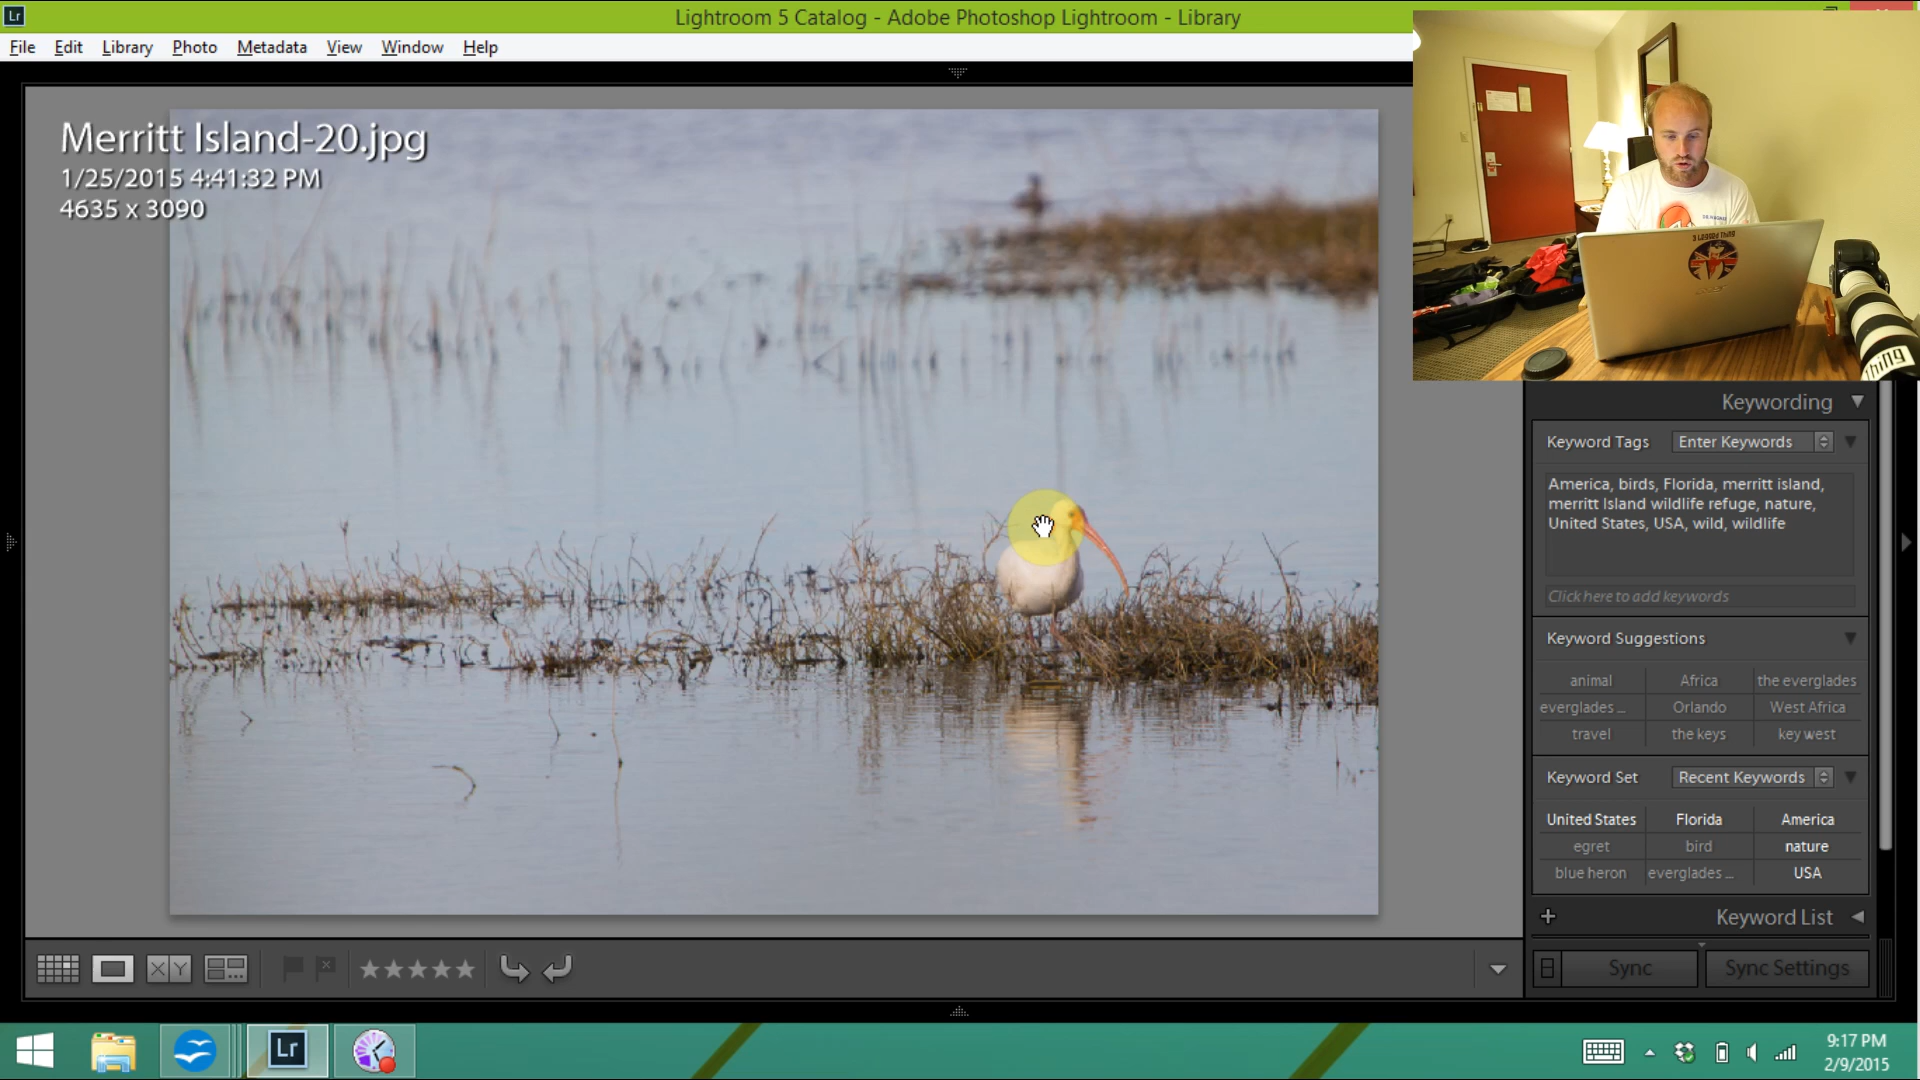 Lr
Lightroom 5 Catalog - Adobe Photoshop Lightroom - Library
File Edit Library Photo Metadata View Window Help
Merritt Island-20.jpg
1/25/2015 4:41:32 PM
4635 x 3090
thing
Keywording
Keyword Tags Enter Keywords
America, birds, Florida, merritt island,
merritt Island wildlife refuge, nature,
United States, USA, wild, wildlife
Click here to add keywords
Keyword Suggestions
animal Africa the everglades
everglades ... Orlando West Africa
travel the keys key west
Keyword Set Recent Keywords
United States Florida America
egret bird nature
blue heron everglades ... USA
Keyword List
XY
Sync Sync Settings
Lr
9:17 PM
2/9/2015